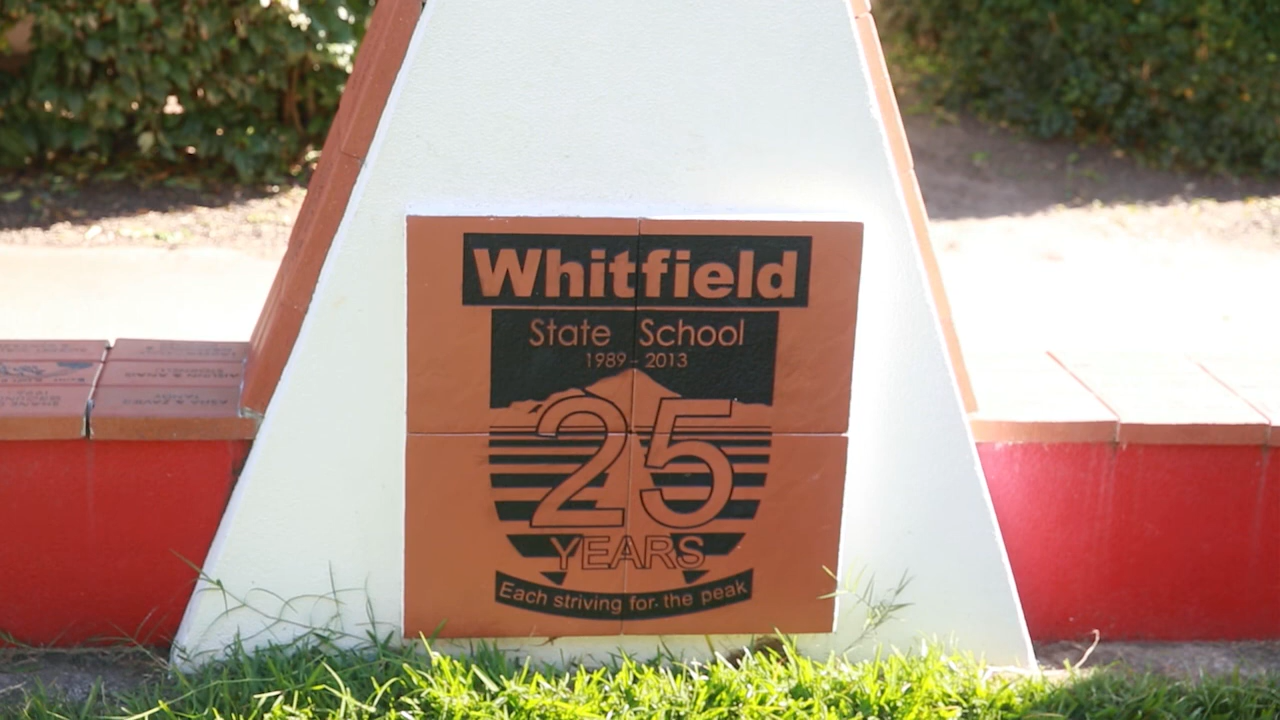 Whitfield
State School
1989 - 2013
25
YEARS
Each striving for the peak